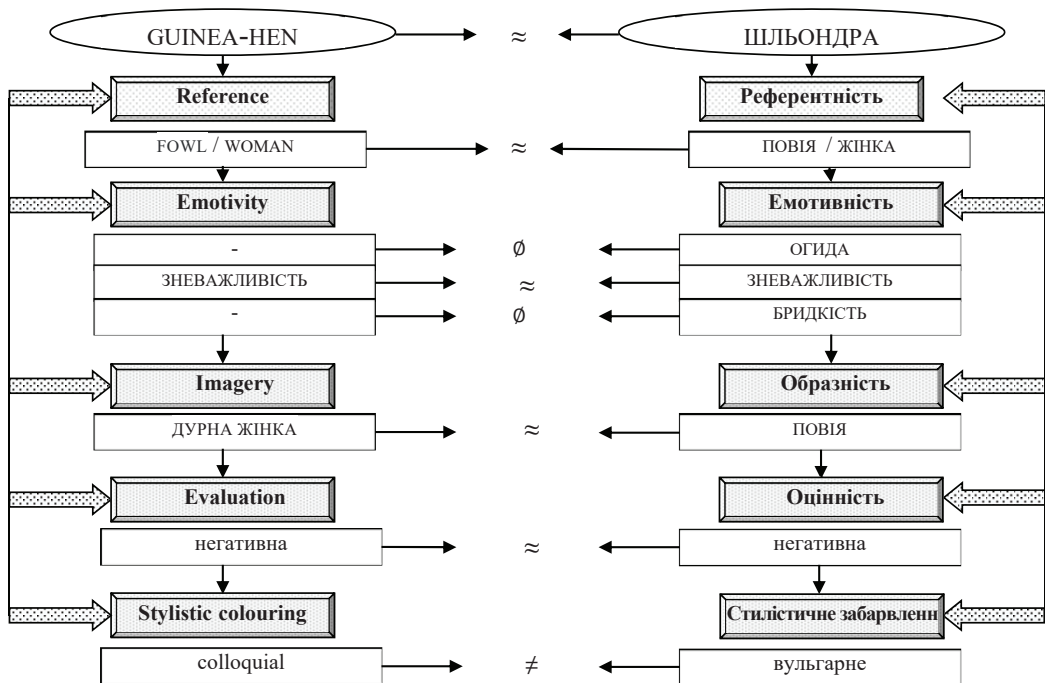 GUINEA-HEN ≈ ШЛЬОНДРА
Reference Референтність
FOWL / WOMAN ≈ ПОВІЯ / ЖІНКА
Emotivity Емотивність
- ∅ ОГИДА
ЗНЕВАЖЛИВІСТЬ ≈ ЗНЕВАЖЛИВІСТЬ
- ∅ БРИДКІСТЬ
Imagery Образність
ДУРНА ЖІНКА ≈ ПОВІЯ
Evaluation Оцінність
негативна ≈ негативна
Stylistic colouring Стилістичне забарвленн
colloquial ≠ вульгарне